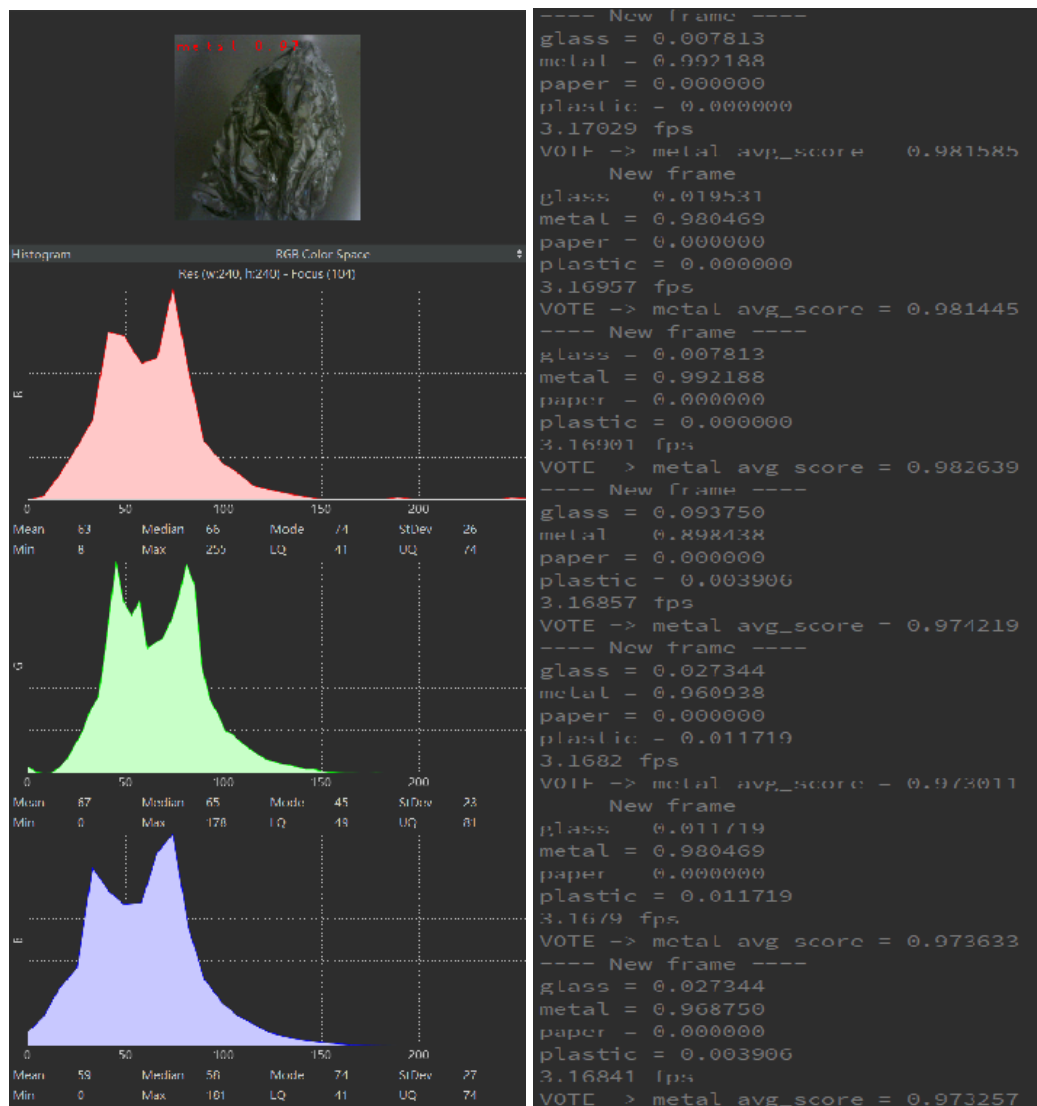 metal 0.97
Histogram RGB Color Space
Res (w:240, h:240) - Focus (104)
R
0 50 100 150 200
Mean 63 Median 66 Mode 74 StDev 26
Min 8 Max 255 LQ 41 UQ 74
G
0 50 100 150 200
Mean 67 Median 65 Mode 45 StDev 23
Min 0 Max 178 LQ 49 UQ 81
B
0 50 100 150 200
Mean 59 Median 58 Mode 74 StDev 27
Min 0 Max 181 LQ 41 UQ 74
---- New frame ----
glass = 0.007813
metal = 0.992188
paper = 0.000000
plastic = 0.000000
3.17029 fps
VOTE -> metal avg_score = 0.981585
---- New frame ----
glass = 0.019531
metal = 0.980469
paper = 0.000000
plastic = 0.000000
3.16957 fps
VOTE -> metal avg_score = 0.981445
---- New frame ----
glass = 0.007813
metal = 0.992188
paper = 0.000000
plastic = 0.000000
3.16901 fps
VOTE -> metal avg_score = 0.982639
---- New frame ----
glass = 0.093750
metal = 0.898438
paper = 0.000000
plastic = 0.003906
3.16857 fps
VOTE -> metal avg_score = 0.974219
---- New frame ----
glass = 0.027344
metal = 0.960938
paper = 0.000000
plastic = 0.011719
3.1682 fps
VOTE -> metal avg_score = 0.973011
---- New frame ----
glass = 0.011719
metal = 0.980469
paper = 0.000000
plastic = 0.011719
3.1679 fps
VOTE -> metal avg_score = 0.973633
---- New frame ----
glass = 0.027344
metal = 0.968750
paper = 0.000000
plastic = 0.003906
3.16841 fps
VOTE -> metal avg_score = 0.973257